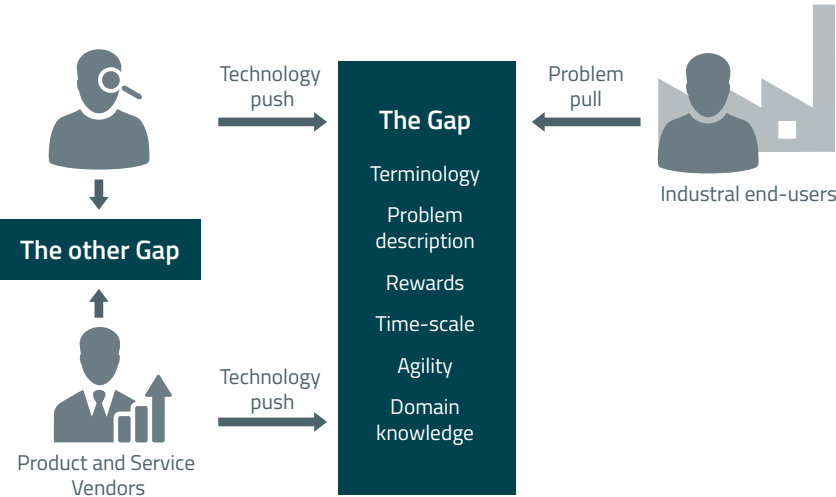 Technology
push
The Gap
Terminology
Problem
description
Rewards
Time-scale
Agility
Domain
knowledge
Problem
pull
Industral end-users
The other Gap
Technology
push
Product and Service
Vendors